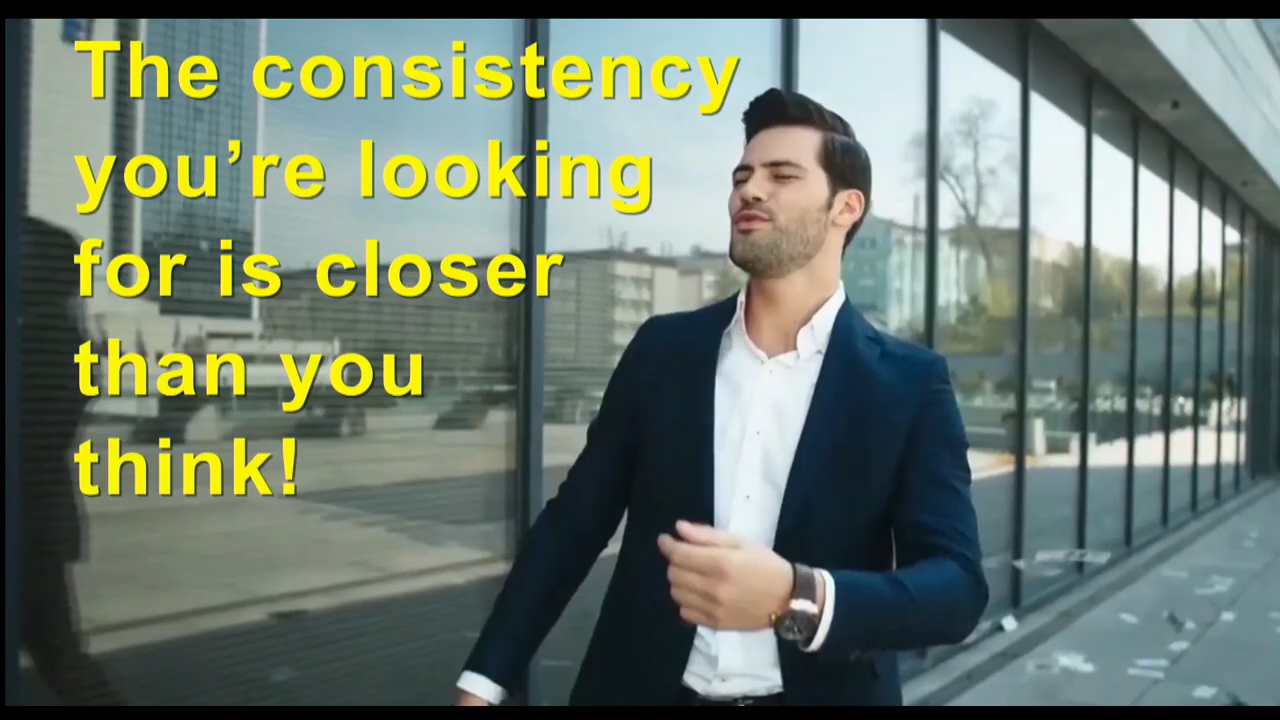 The consistency
you’re looking
for is closer
than you
think!